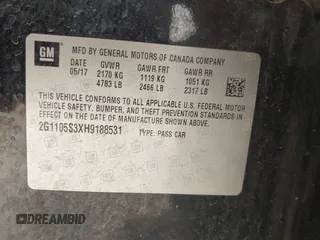 GM
MFD BY GENERAL MOTORS OF CANADA COMPANY
DATE GVWR GAWR FRT GAWR RR
05/17 2170 KG 1119 KG 1051 KG
4783 LB 2466 LB 2317 LB
THIS VEHICLE CONFORMS TO ALL APPLICABLE U.S. FEDERAL MOTOR
VEHICLE SAFETY, BUMPER, AND THEFT PREVENTION STANDARDS
IN EFFECT ON THE DATE OF MANUFACTURE SHOWN ABOVE.
2G1105S3XH9188531 TYPE: PASS CAR
DREAMBID